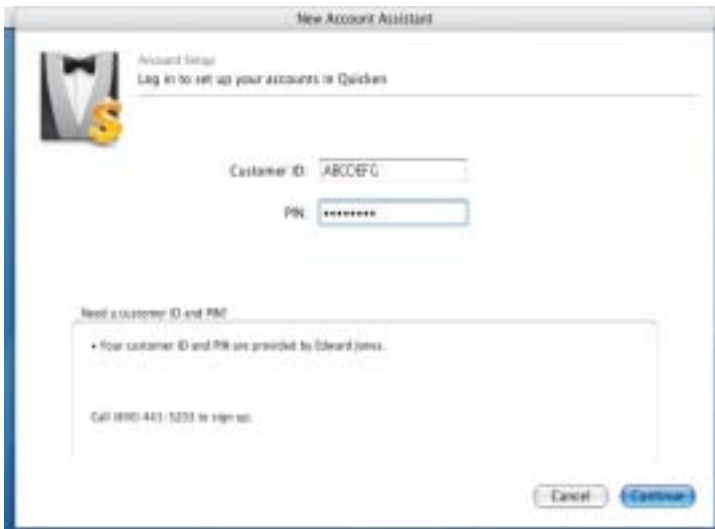 New Account Assistant
Account Setup
Log in to set up your accounts in Quicken
Customer ID: ABCDEFG
PIN: ••••••••
Need a customer ID and PIN?
• Your customer ID and PIN are provided by Edward Jones.
Call to sign up.
Cancel Continue